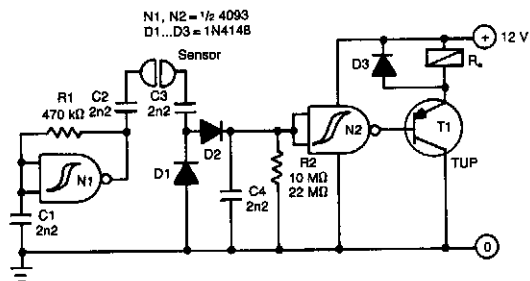 N1, N2 = 1/2 4093
D1...D3 = 1N4148
Sensor
12 V
D3
Re
C2
2n2
C3
2n2
R1
470 kΩ
T1
TUP
N1
D2
N2
D1
R2
10 MΩ
22 MΩ
C1
2n2
C4
2n2
0